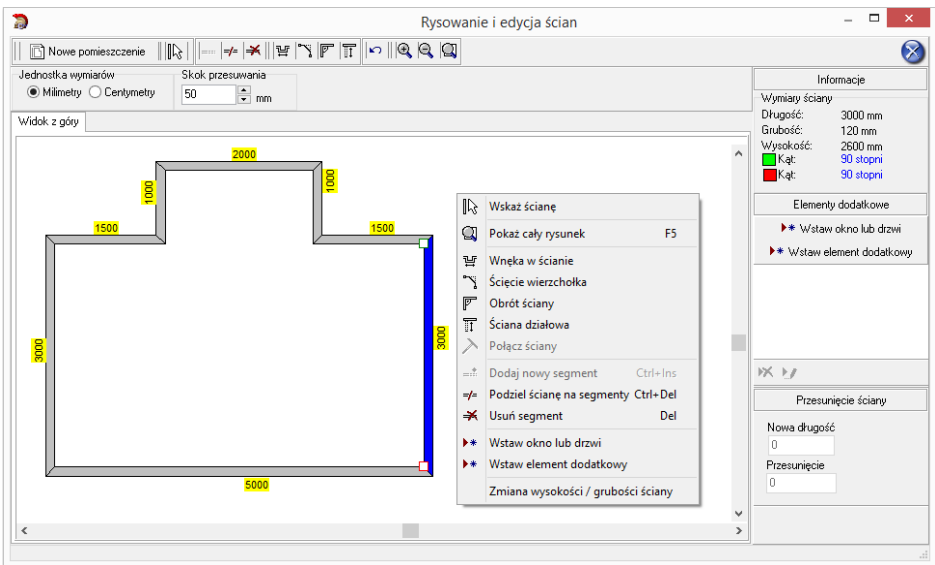 Rysowanie i edycja ścian
Nowe pomieszczenie
Jednostka wymiarów
Milimetry
Centymetry
Skok przesuwania
50
mm
Widok z góry
2000
1000
1000
1500
1500
3000
3000
5000
Wskaż ścianę
Pokaż cały rysunek F5
Wnęka w ścianie
Ścięcie wierzchołka
Obrót ściany
Ściana działowa
Połącz ściany
Dodaj nowy segment Ctrl+Ins
Podziel ścianę na segmenty Ctrl+Del
Usuń segment Del
Wstaw okno lub drzwi
Wstaw element dodatkowy
Zmiana wysokości / grubości ściany
Informacje
Wymiary ściany
Długość: 3000 mm
Grubość: 120 mm
Wysokość: 2600 mm
Kąt: 90 stopni
Kąt: 90 stopni
Elementy dodatkowe
Wstaw okno lub drzwi
Wstaw element dodatkowy
Przesunięcie ściany
Nowa długość
0
Przesunięcie
0